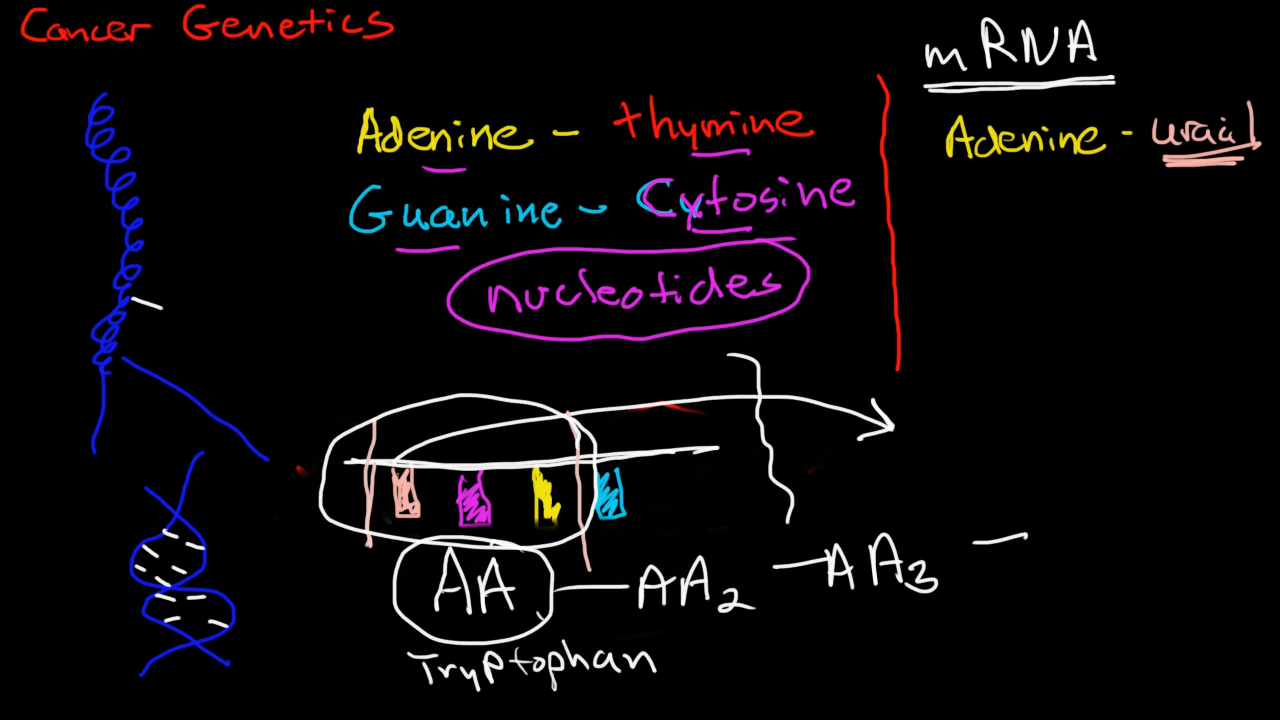 Cancer Genetics
mRNA
Adenine - thymine
Guanine - Cytosine
nucleotides
Adenine - uracil
AA — AA2 — AA3 —
Tryptophan